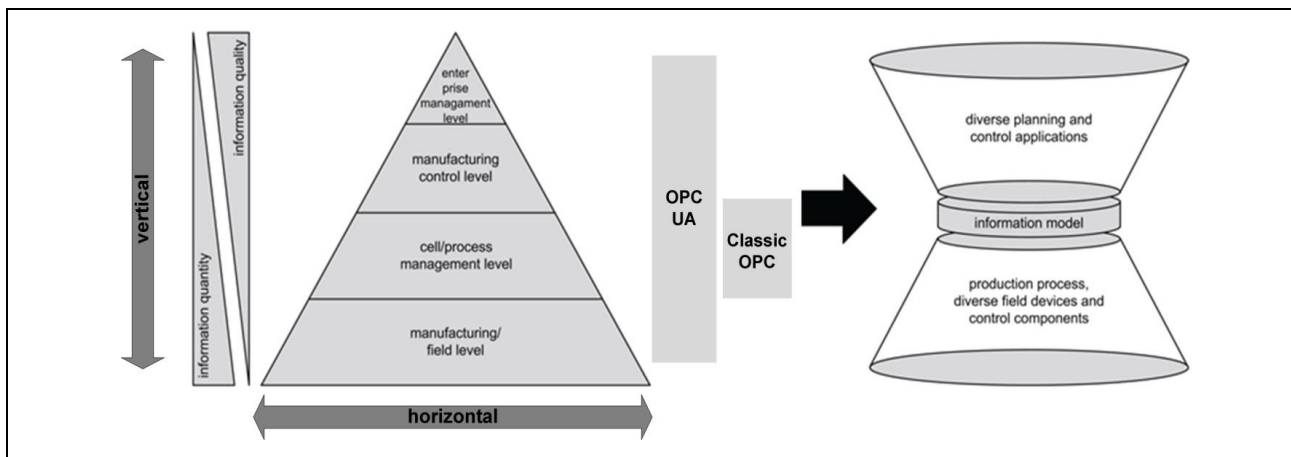 vertical
information quantity
information quality
enter
prise
managament
level
manufacturing
control level
cell/process
management level
manufacturing/
field level
horizontal
OPC
UA
Classic
OPC
diverse planning and
control applications
information model
production process,
diverse field devices and
control components